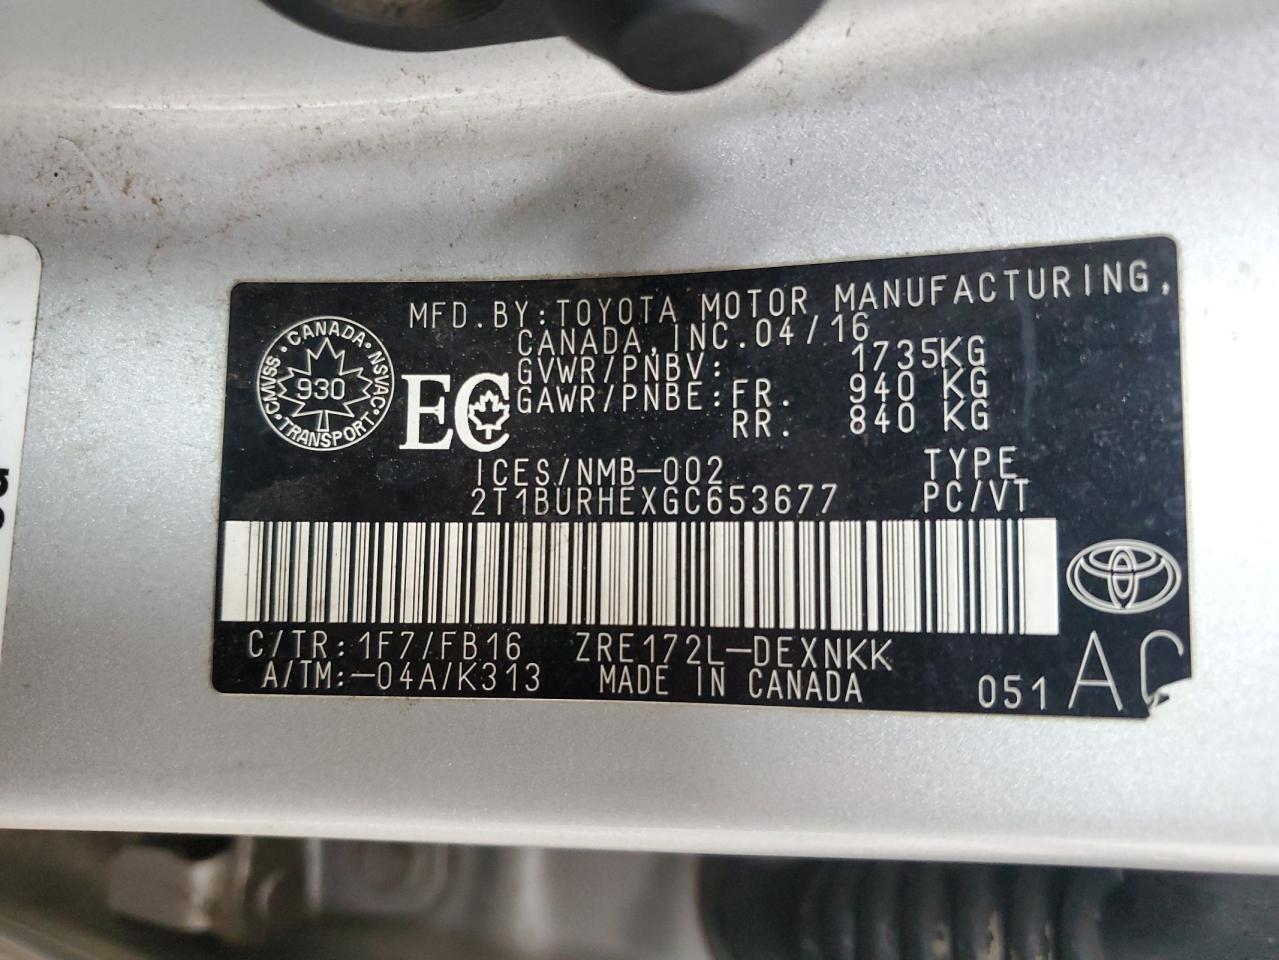 MFD.BY:TOYOTA MOTOR MANUFACTURING,
CANADA,INC.04/16
GVWR/PNBV: 1735KG
GAWR/PNBE:FR. 940 KG
RR. 840 KG
CANADA
CMVSS 930 NSVAC
TRANSPORT
EC
ICES/NMB-002 TYPE
2T1BURHEXGC653677 PC/VT
C/TR:1F7/FB16 ZRE172L-DEXNKK
A/TM:-04A/K313 MADE IN CANADA 051